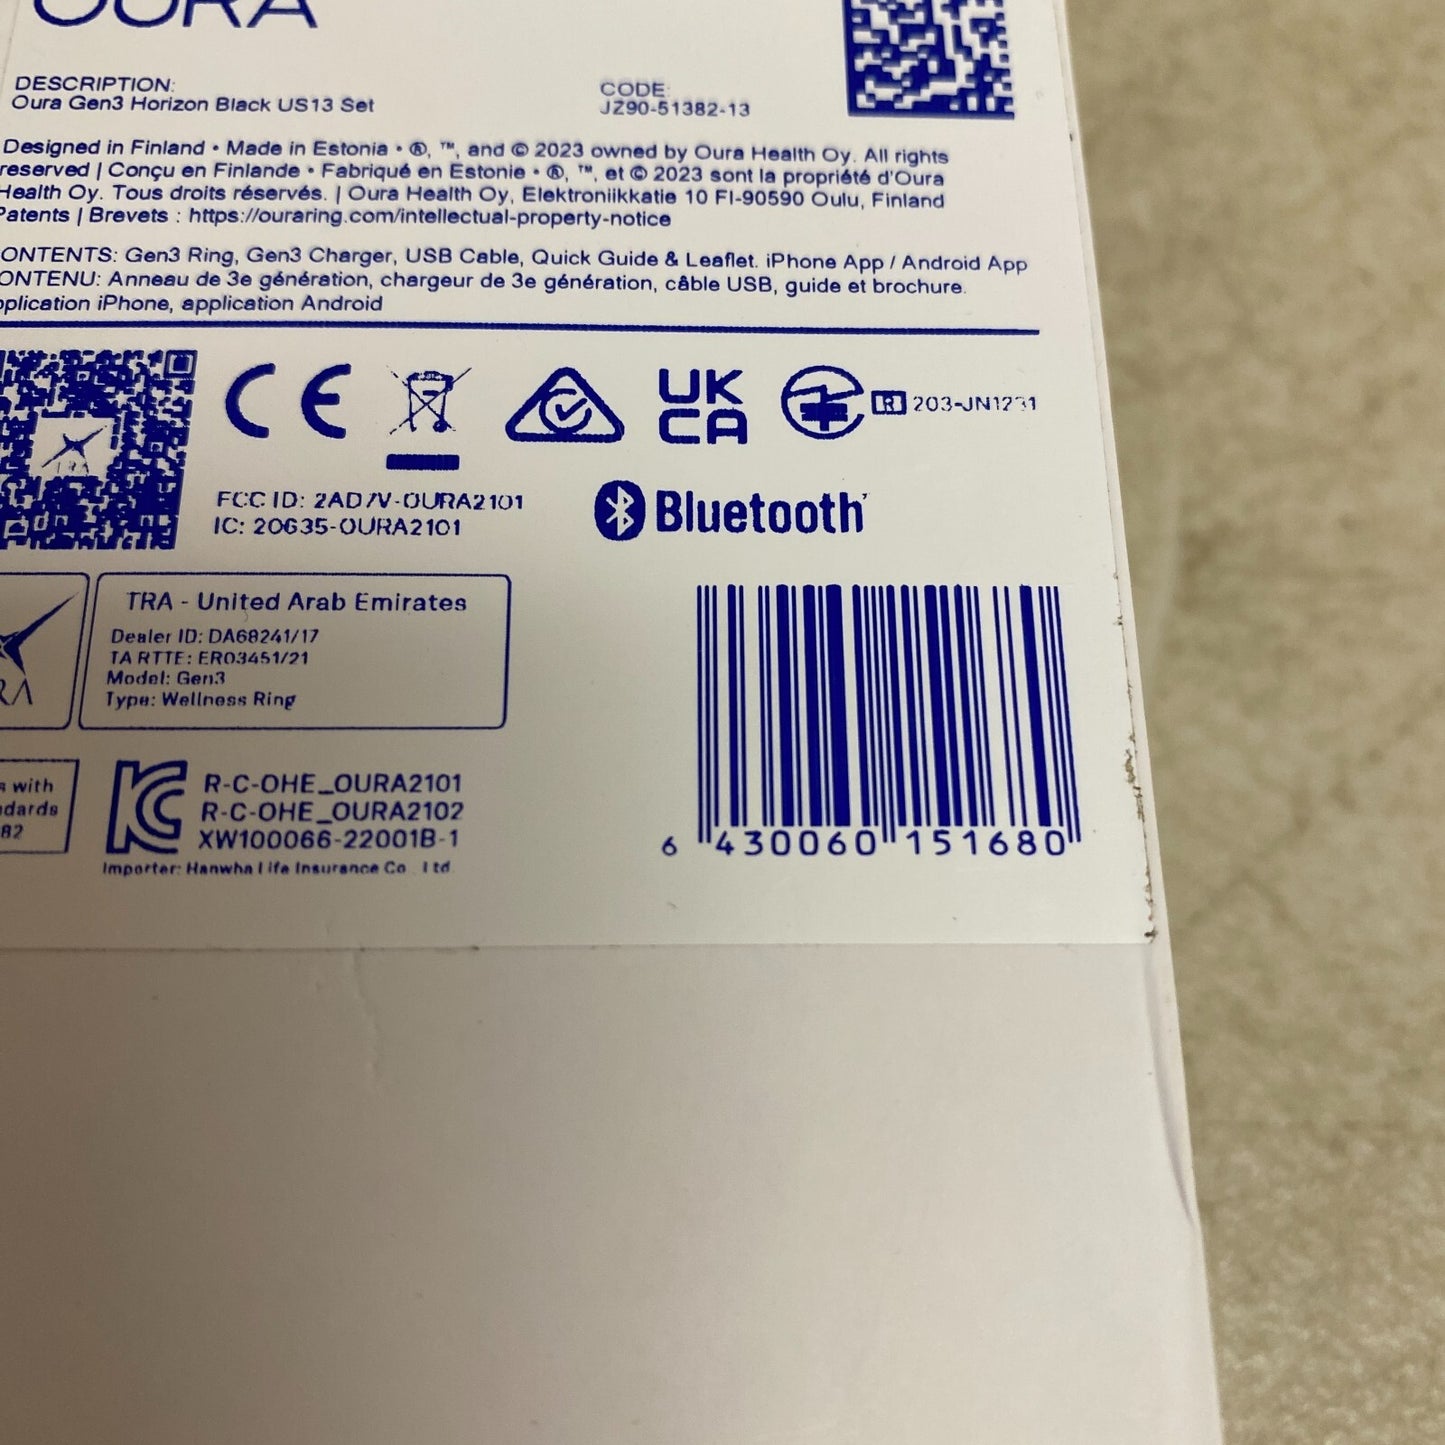 OURA
DESCRIPTION:
Oura Gen3 Horizon Black US13 Set
CODE:
JZ90-51382-13
Designed in Finland • Made in Estonia • ®, ™, and © 2023 owned by Oura Health Oy. All rights
reserved | Conçu en Finlande • Fabriqué en Estonie • ®, ™, et © 2023 sont la propriété d'Oura
Health Oy. Tous droits réservés. | Oura Health Oy, Elektroniikkatie 10 FI-90590 Oulu, Finland
Patents | Brevets : https://ouraring.com/intellectual-property-notice
ONTENTS: Gen3 Ring, Gen3 Charger, USB Cable, Quick Guide & Leaflet. iPhone App / Android App
ONTENU: Anneau de 3e génération, chargeur de 3e génération, câble USB, guide et brochure.
pplication iPhone, application Android
CE
UK
CA
R 203-JN1231
FCC ID: 2AD7V-OURA2101
IC: 20635-OURA2101
Bluetooth
TRA - United Arab Emirates
Dealer ID: DA68241/17
TA RTTE: ER03451/21
Model: Gen3
Type: Wellness Ring
RA
with
dards
82
R-C-OHE_OURA2101
R-C-OHE_OURA2102
XW100066-22001B-1
Importer: Hanwha Life Insurance Co., Ltd.
6 430060 151680